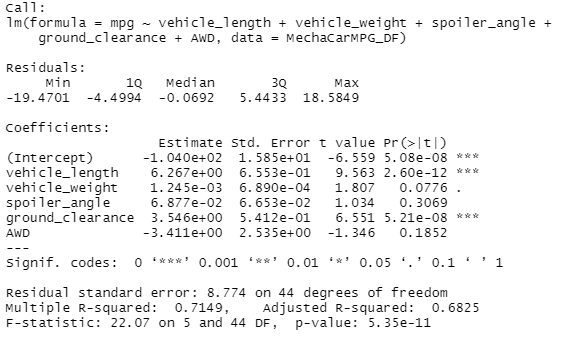 Call:
lm(formula = mpg ~ vehicle_length + vehicle_weight + spoiler_angle +
    ground_clearance + AWD, data = MechaCarMPG_DF)

Residuals:
     Min       1Q   Median       3Q      Max
-19.4701  -4.4994  -0.0692   5.4433  18.5849

Coefficients:
                   Estimate Std. Error t value Pr(>|t|)
(Intercept)      -1.040e+02  1.585e+01  -6.559 5.08e-08 ***
vehicle_length    6.267e+00  6.553e-01   9.563 2.60e-12 ***
vehicle_weight    1.245e-03  6.890e-04   1.807   0.0776 .
spoiler_angle     6.877e-02  6.653e-02   1.034   0.3069
ground_clearance  3.546e+00  5.412e-01   6.551 5.21e-08 ***
AWD              -3.411e+00  2.535e+00  -1.346   0.1852
---
Signif. codes:  0 ‘***’ 0.001 ‘**’ 0.01 ‘*’ 0.05 ‘.’ 0.1 ‘ ’ 1

Residual standard error: 8.774 on 44 degrees of freedom
Multiple R-squared:  0.7149,    Adjusted R-squared:  0.6825
F-statistic: 22.07 on 5 and 44 DF,  p-value: 5.35e-11